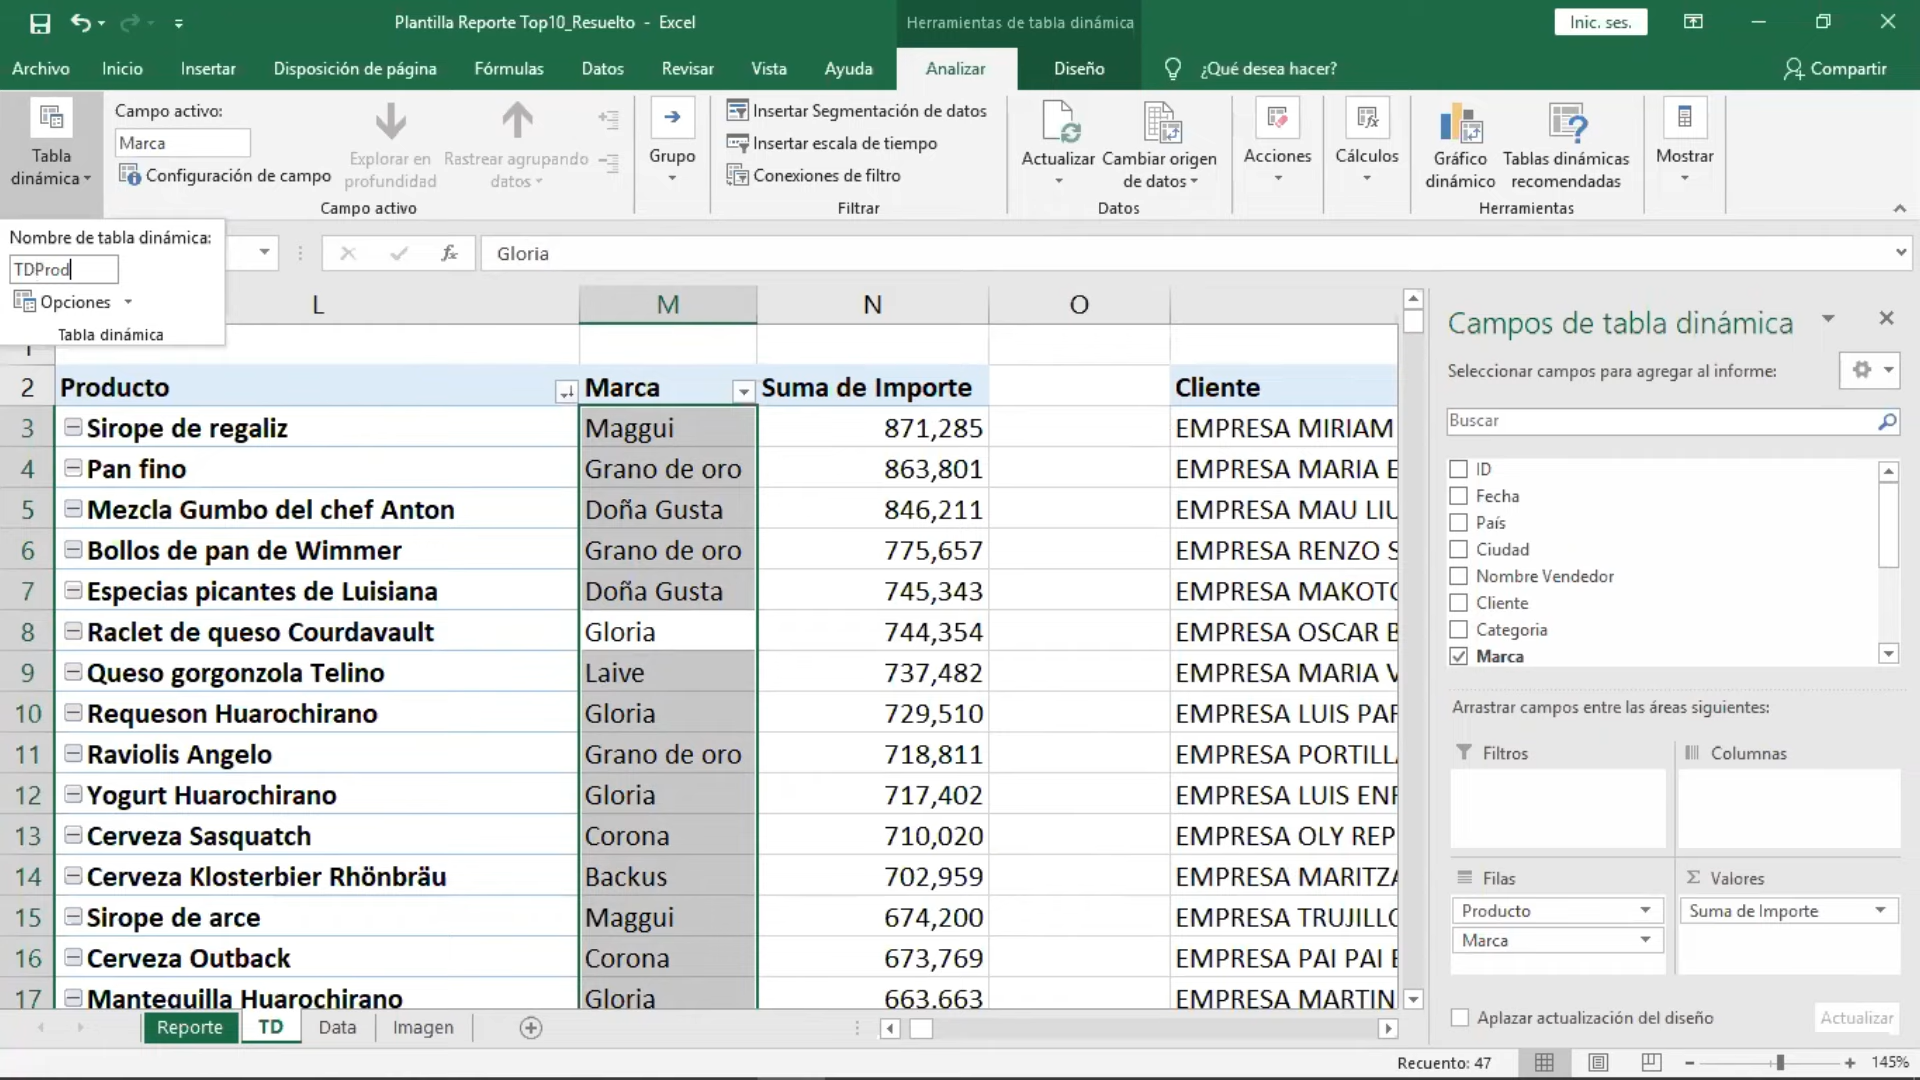 Plantilla Reporte Top10_Resuelto - Excel
Herramientas de tabla dinámica
Inic. ses.
Archivo Inicio Insertar Disposición de página Fórmulas Datos Revisar Vista Ayuda Analizar Diseño ¿Qué desea hacer? Compartir
Tabla dinámica
Campo activo:
Marca
Configuración de campo
Explorar en profundidad
Rastrear agrupando datos
Campo activo
Grupo
Insertar Segmentación de datos
Insertar escala de tiempo
Conexiones de filtro
Filtrar
Actualizar
Cambiar origen de datos
Datos
Acciones
Cálculos
Gráfico dinámico
Tablas dinámicas recomendadas
Herramientas
Mostrar
Nombre de tabla dinámica:
TDProd
Opciones
Tabla dinámica
fx
Gloria
L M N O
1
2 Producto Marca Suma de Importe Cliente
3 Sirope de regaliz Maggui 871,285 EMPRESA MIRIAM
4 Pan fino Grano de oro 863,801 EMPRESA MARIA E
5 Mezcla Gumbo del chef Anton Doña Gusta 846,211 EMPRESA MAU LIU
6 Bollos de pan de Wimmer Grano de oro 775,657 EMPRESA RENZO S
7 Especias picantes de Luisiana Doña Gusta 745,343 EMPRESA MAKOTO
8 Raclet de queso Courdavault Gloria 744,354 EMPRESA OSCAR B
9 Queso gorgonzola Telino Laive 737,482 EMPRESA MARIA V
10 Requeson Huarochirano Gloria 729,510 EMPRESA LUIS PAR
11 Raviolis Angelo Grano de oro 718,811 EMPRESA PORTILLA
12 Yogurt Huarochirano Gloria 717,402 EMPRESA LUIS ENR
13 Cerveza Sasquatch Corona 710,020 EMPRESA OLY REP
14 Cerveza Klosterbier Rhönbräu Backus 702,959 EMPRESA MARITZA
15 Sirope de arce Maggui 674,200 EMPRESA TRUJILLO
16 Cerveza Outback Corona 673,769 EMPRESA PAI PAI E
17 Mantequilla Huarochirano Gloria 663,663 EMPRESA MARTIN
Campos de tabla dinámica
Seleccionar campos para agregar al informe:
Buscar
ID
Fecha
País
Ciudad
Nombre Vendedor
Cliente
Categoria
Marca
Arrastrar campos entre las áreas siguientes:
Filtros
Columnas
Filas
Σ Valores
Producto
Suma de Importe
Marca
Aplazar actualización del diseño
Actualizar
Reporte TD Data Imagen
Recuento: 47
145%